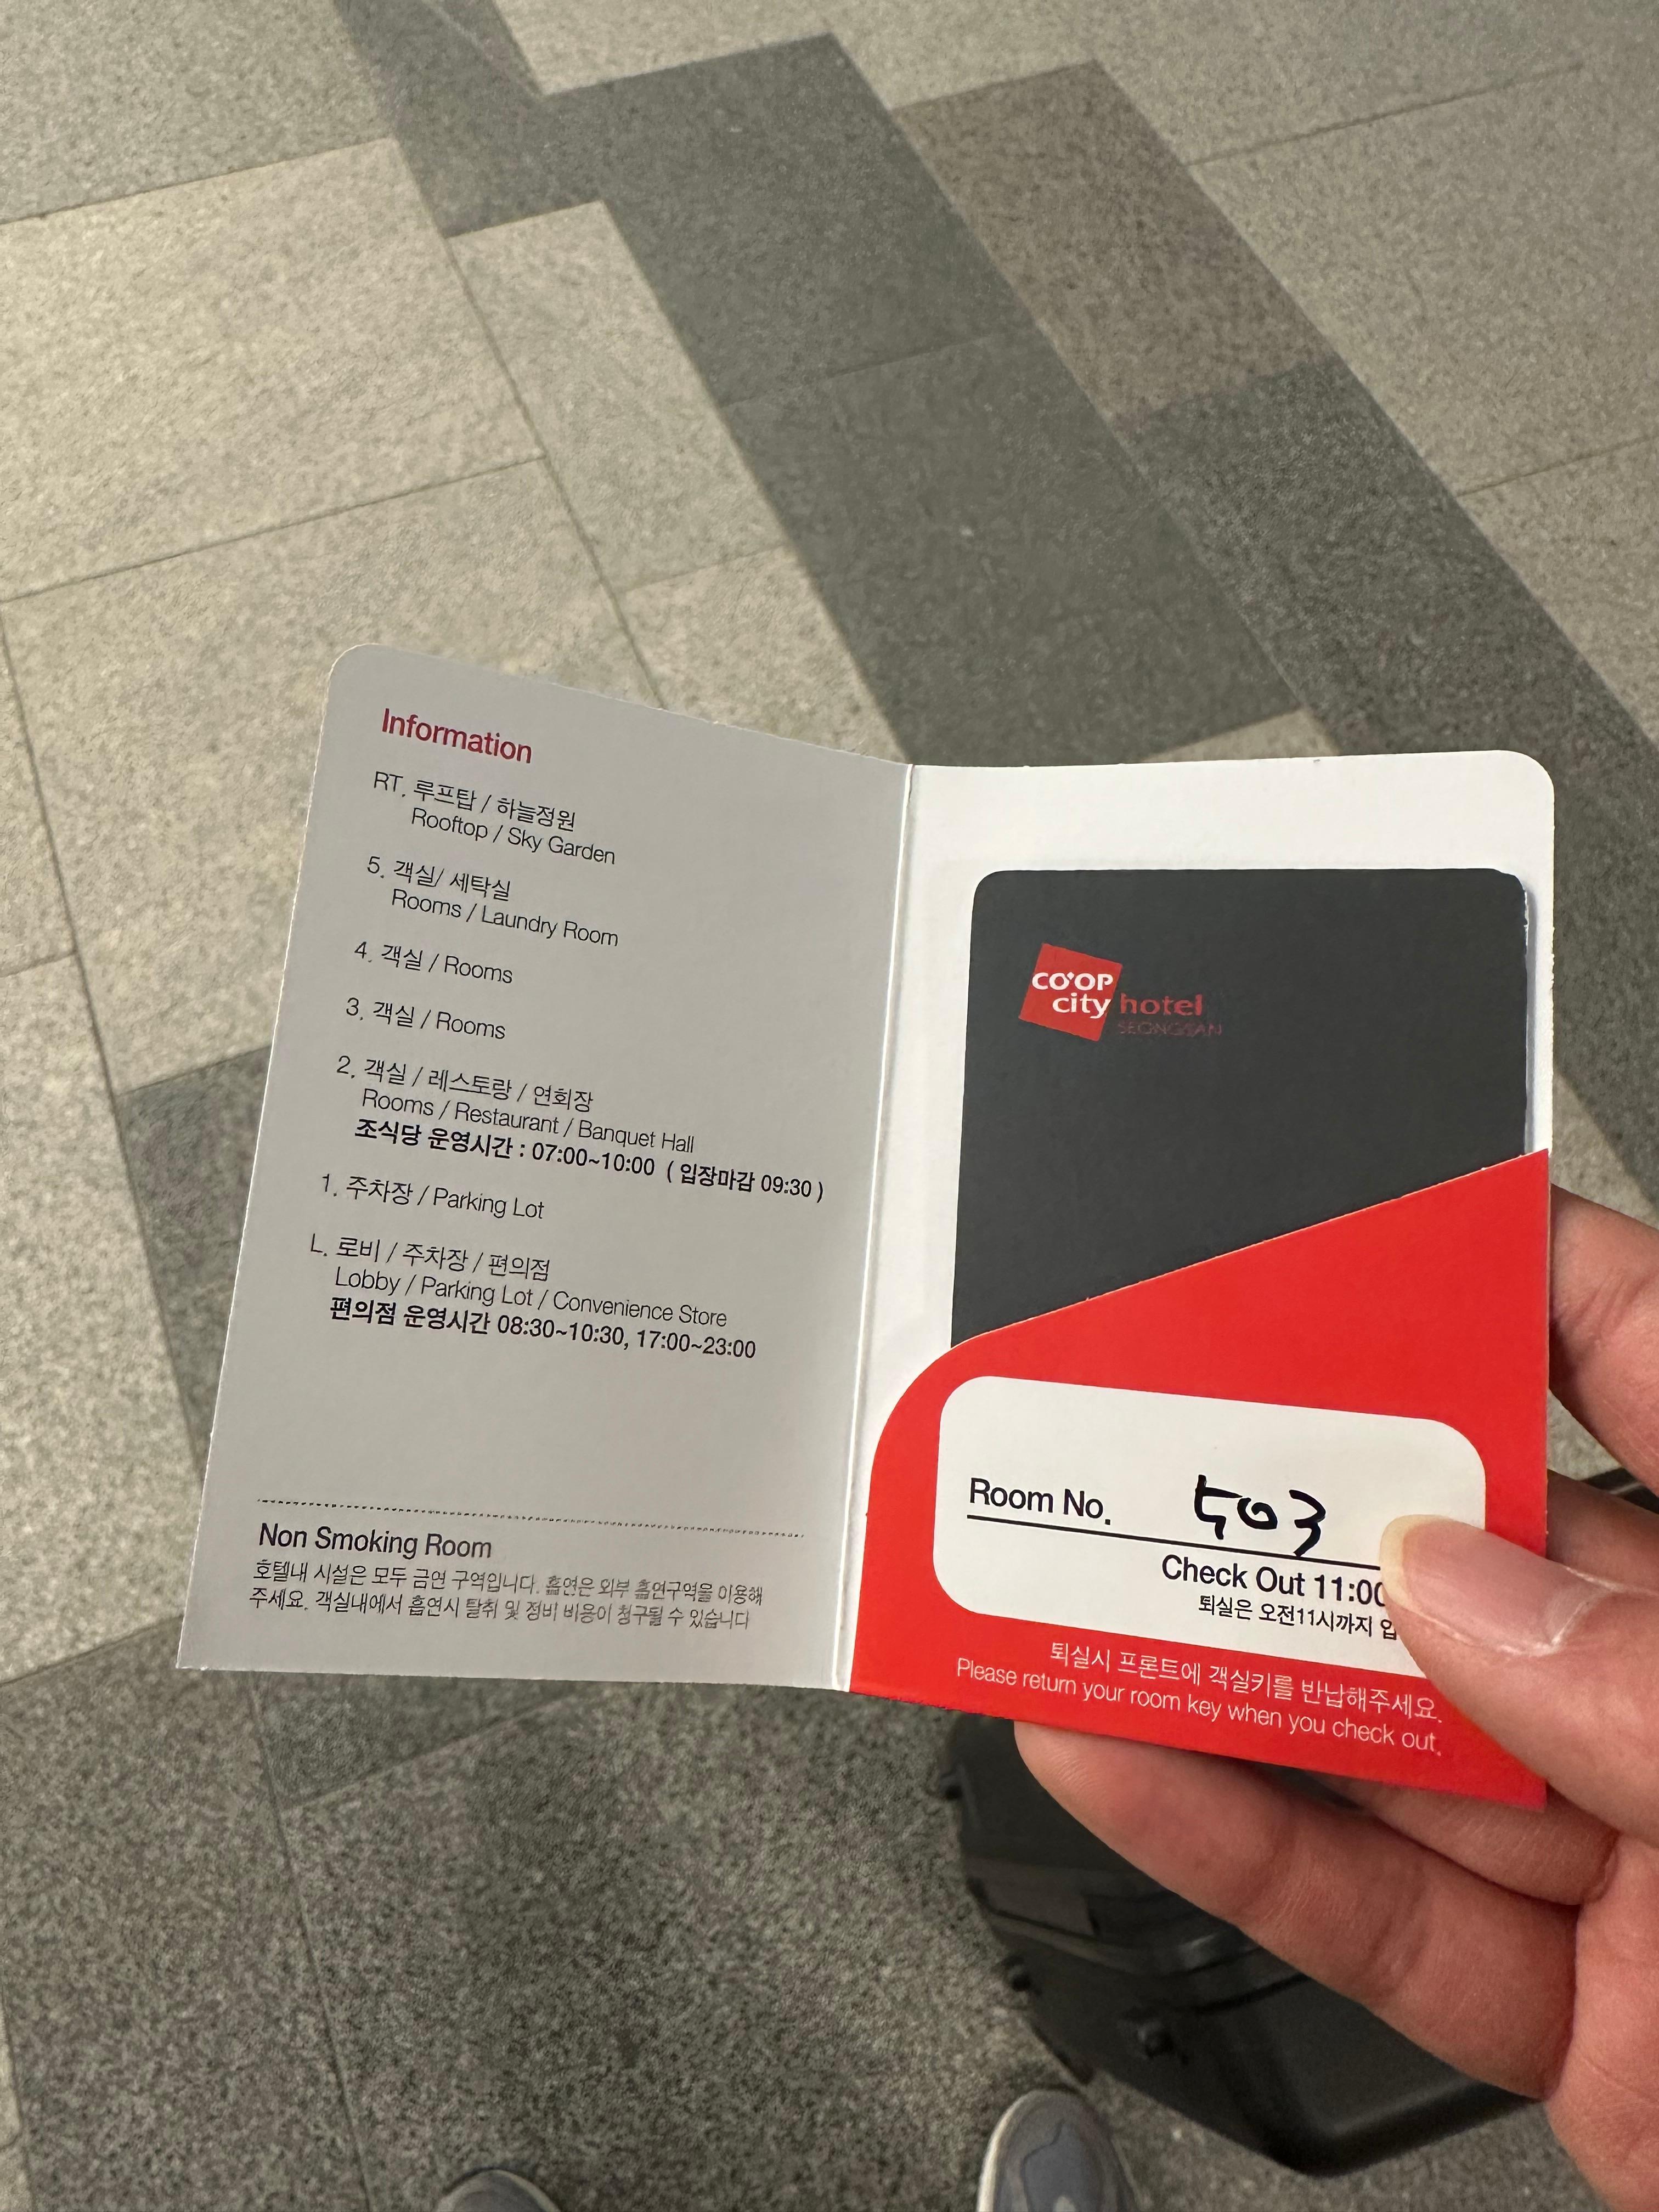 Information
RT. 루프탑 / 하늘정원
Rooftop / Sky Garden
5. 객실/ 세탁실
Rooms / Laundry Room
4. 객실 / Rooms
3. 객실 / Rooms
2. 객실 / 레스토랑 / 연회장
Rooms / Restaurant / Banquet Hall
조식당 운영시간 : 07:00~10:00 ( 입장마감 09:30 )
1. 주차장 / Parking Lot
L. 로비 / 주차장 / 편의점
Lobby / Parking Lot / Convenience Store
편의점 운영시간 08:30~10:30, 17:00~23:00
Non Smoking Room
호텔내 시설은 모두 금연 구역입니다. 흡연은 외부 흡연구역을 이용해
주세요. 객실내에서 흡연시 탈취 및 정비 비용이 청구될 수 있습니다
CO'OP
city hotel
SEONGSAN
Room No. 503
Check Out 11:00
퇴실은 오전11시까지
퇴실시 프론트에 객실키를 반납해주세요.
Please return your room key when you check out.